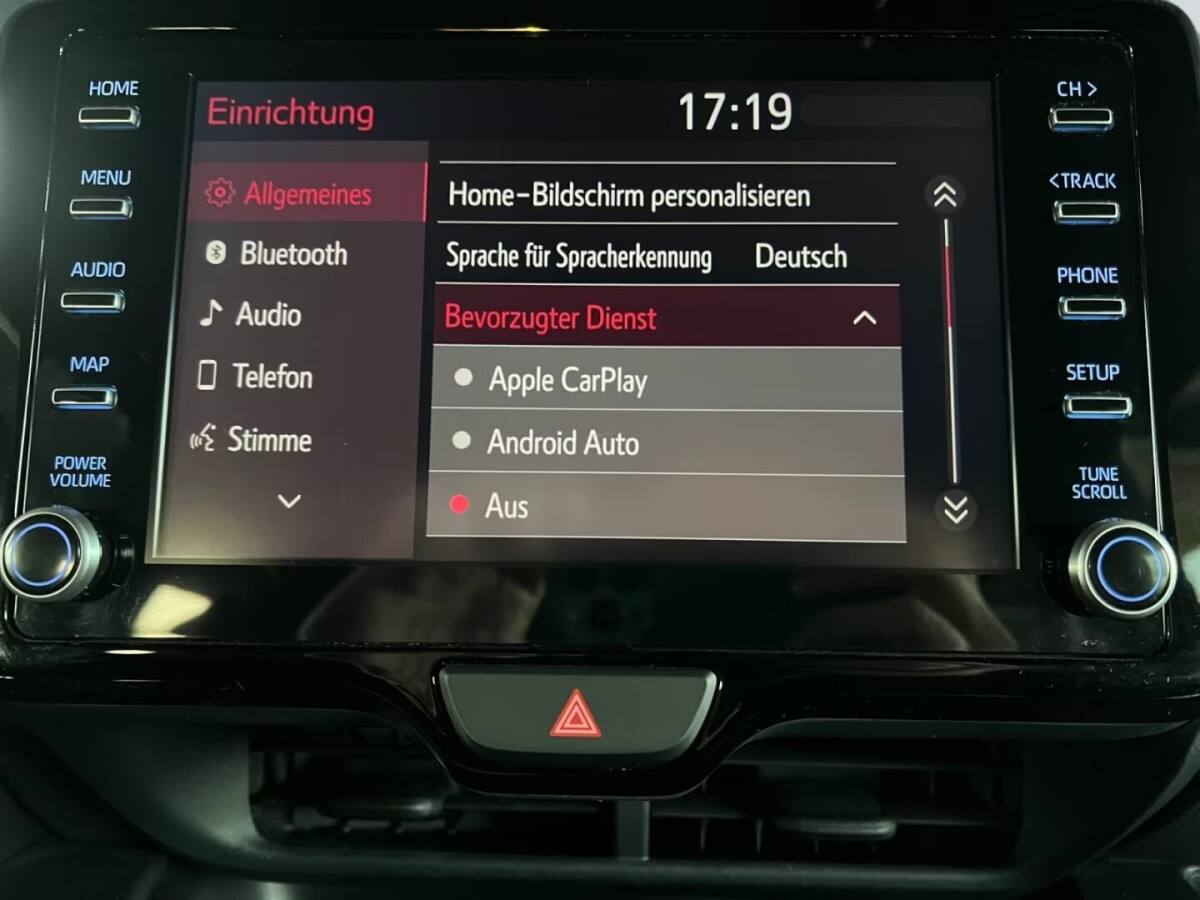 HOME
MENU
AUDIO
MAP
POWER
VOLUME
Einrichtung
17:19
Allgemeines
Bluetooth
Audio
Telefon
Stimme
Home-Bildschirm personalisieren
Sprache für Spracherkennung Deutsch
Bevorzugter Dienst
Apple CarPlay
Android Auto
Aus
CH >
<TRACK
PHONE
SETUP
TUNE
SCROLL